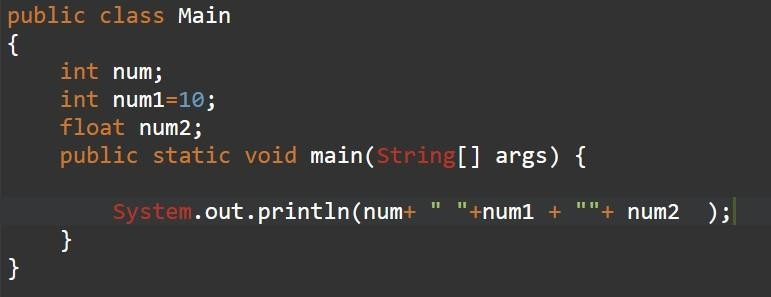 public class Main
{
    int num;
    int num1=10;
    float num2;
    public static void main(String[] args) {
        System.out.println(num+ " "+num1 + ""+ num2  );
    }
}